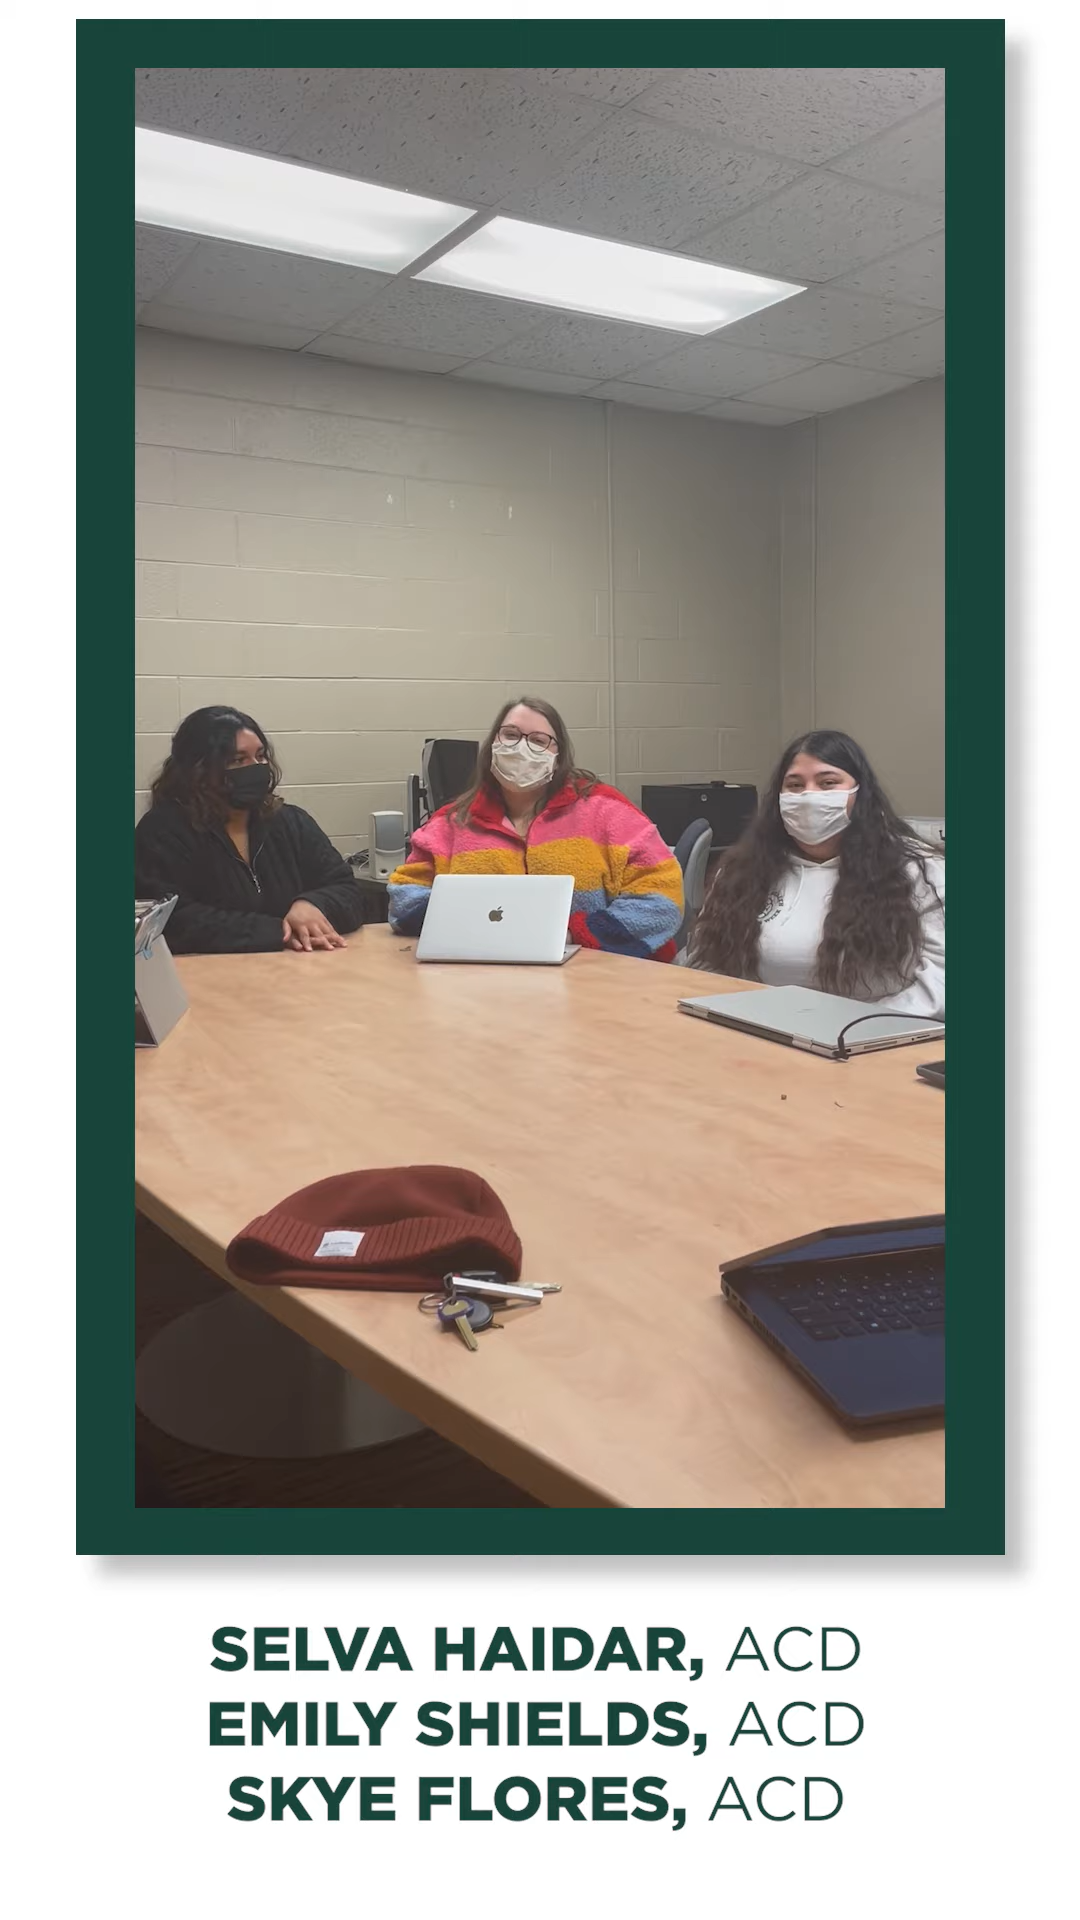 SELVA HAIDAR, ACD
EMILY SHIELDS, ACD
SKYE FLORES, ACD